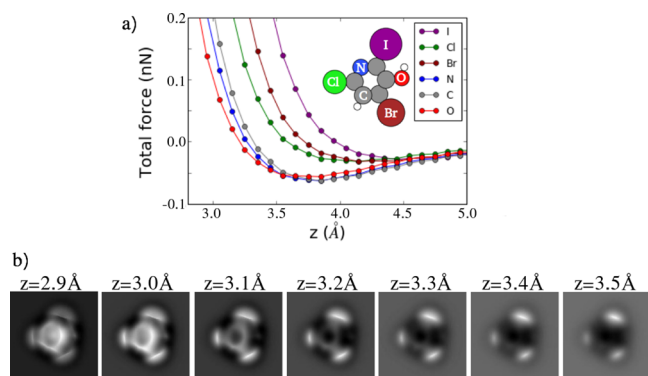 a)
0.2
0.1
0.0
-0.1
Total force (nN)
3.0
3.5
4.0
4.5
5.0
z (Å)
I
N
O
Cl
C
Br
I
Cl
Br
N
C
O
b)
z=2.9Å
z=3.0Å
z=3.1Å
z=3.2Å
z=3.3Å
z=3.4Å
z=3.5Å